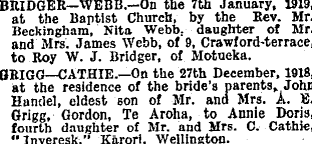 BRIDGER—WEBB.—On the 7th January, 1919,
at the Baptist Church, by the Rev. Mr.
Beckingham, Nita Webb, daughter of Mr.
and Mrs. James Webb, of 9, Crawford-terrace,
to Roy W. J. Bridger, of Motueka.
GRIGG—CATHIE.—On the 27th December, 1918,
at the residence of the bride's parents, John
Handel, eldest son of Mr. and Mrs. A. E.
Grigg, Gordon, Te Aroha, to Annie Doris,
fourth daughter of Mr. and Mrs. C. Cathie,
"Inveresk," Karori, Wellington.